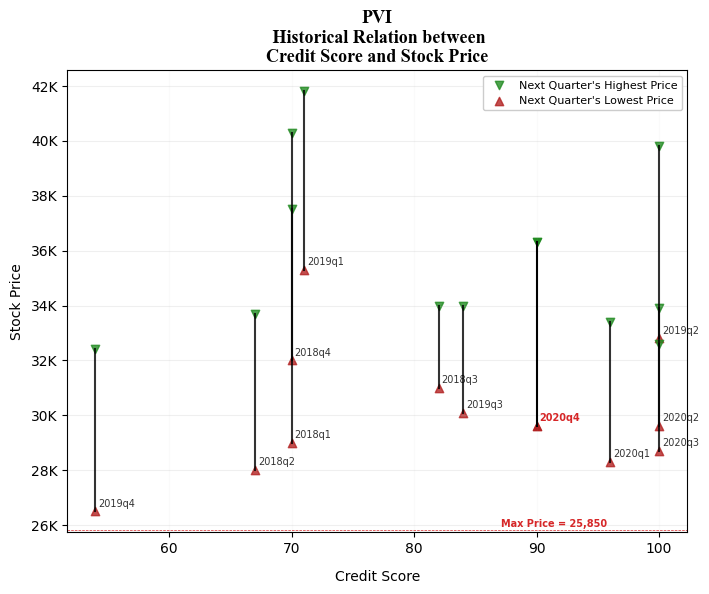 PVI
Historical Relation between
Credit Score and Stock Price
Next Quarter's Highest Price
Next Quarter's Lowest Price
42K
40K
38K
36K
34K
32K
30K
28K
26K
Stock Price
2019q1
2018q4
2019q2
2018q3
2019q3
2020q4
2020q2
2018q1
2020q3
2018q2
2020q1
2019q4
Max Price = 25,850
60
70
80
90
100
Credit Score